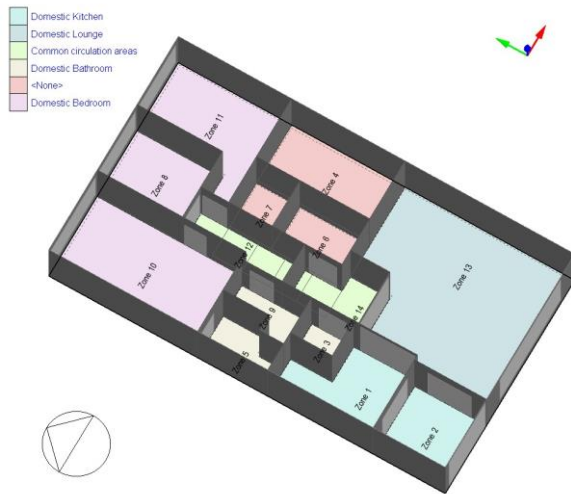 Domestic Kitchen
Domestic Lounge
Common circulation areas
Domestic Bathroom
<None>
Domestic Bedroom
Zone 11
Zone 8
Zone 4
Zone 7
Zone 6
Zone 12
Zone 10
Zone 13
Zone 9
Zone 14
Zone 5
Zone 3
Zone 1
Zone 2